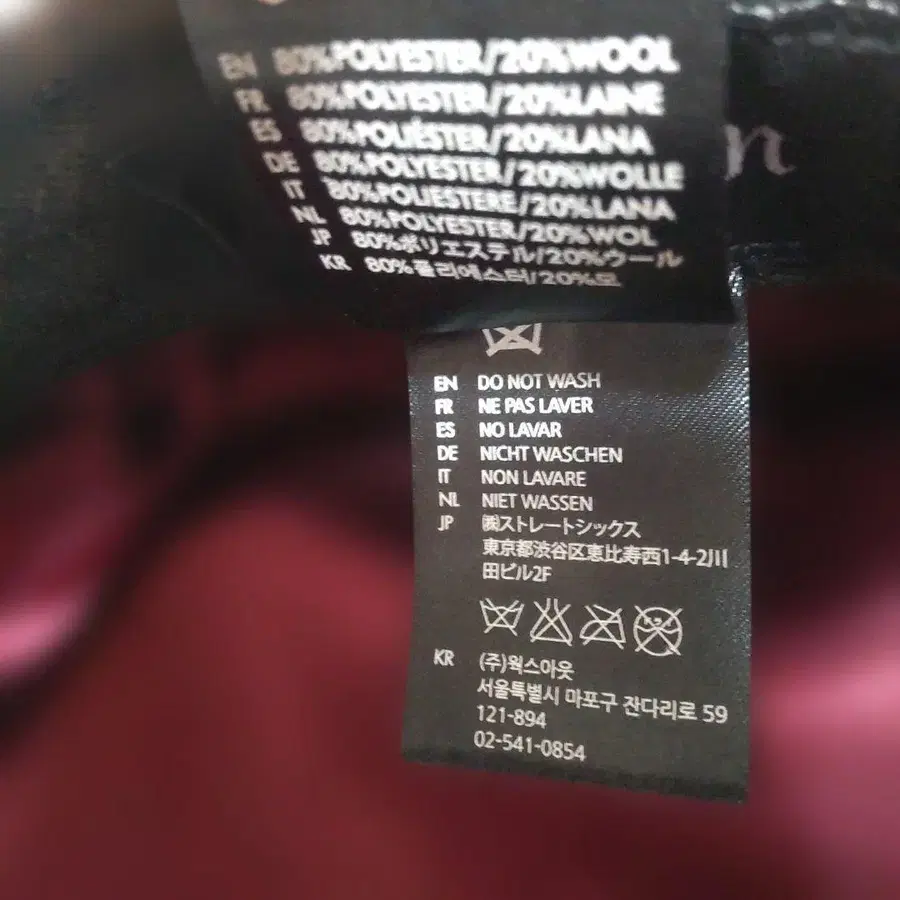 EN 80%POLYESTER/20%WOOL
FR 80%POLYESTER/20%LAINE
ES 80%POLIÉSTER/20%LANA
DE 80%POLYESTER/20%WOLLE
IT 80%POLIESTERE/20%LANA
NL 80%POLYESTER/20%WOL
JP 80%ポリエステル/20%ウール
KR 80%폴리에스터/20%모
EN DO NOT WASH
FR NE PAS LAVER
ES NO LAVAR
DE NICHT WASCHEN
IT NON LAVARE
NL NIET WASSEN
JP ㈱ストレートシックス
東京都渋谷区恵比寿西1-4-2川
田ビル2F
KR (주)웍스아웃
서울특별시 마포구 잔다리로 59
121-894
02-541-0854